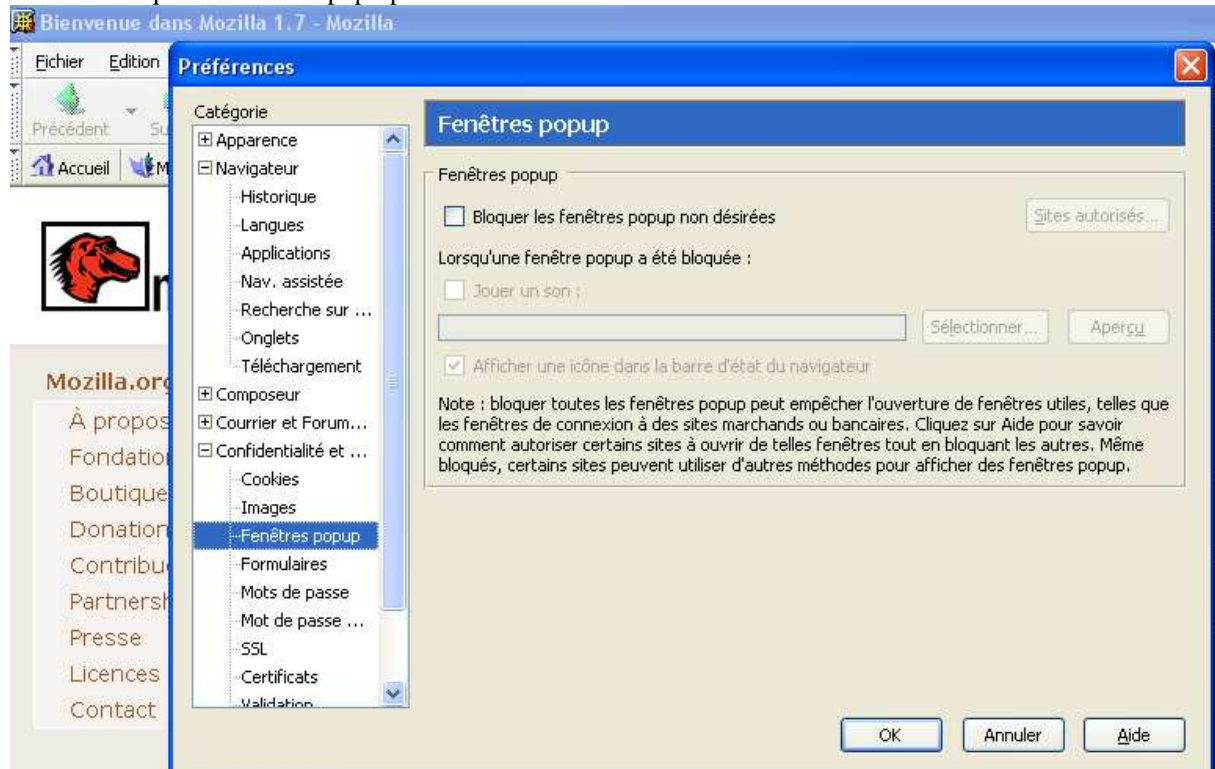 Bienvenue dans Mozilla 1.7 - Mozilla
Fichier Edition
Précédent Su
Accueil M
Mozilla.org
À propos
Fondation
Boutique
Donation
Contribu
Partnersh
Presse
Licences
Contact
Préférences
Catégorie
Apparence
Navigateur
Historique
Langues
Applications
Nav. assistée
Recherche sur ...
Onglets
Téléchargement
Composeur
Courrier et Forum...
Confidentialité et ...
Cookies
Images
Fenêtres popup
Formulaires
Mots de passe
Mot de passe ...
SSL
Certificats
Validation
Fenêtres popup
Fenêtres popup
Bloquer les fenêtres popup non désirées
Sites autorisés...
Lorsqu'une fenêtre popup a été bloquée :
Jouer un son :
Sélectionner... Aperçu
Afficher une icône dans la barre d'état du navigateur
Note : bloquer toutes les fenêtres popup peut empêcher l'ouverture de fenêtres utiles, telles que
les fenêtres de connexion à des sites marchands ou bancaires. Cliquez sur Aide pour savoir
comment autoriser certains sites à ouvrir de telles fenêtres tout en bloquant les autres. Même
bloqués, certains sites peuvent utiliser d'autres méthodes pour afficher des fenêtres popup.
OK Annuler Aide